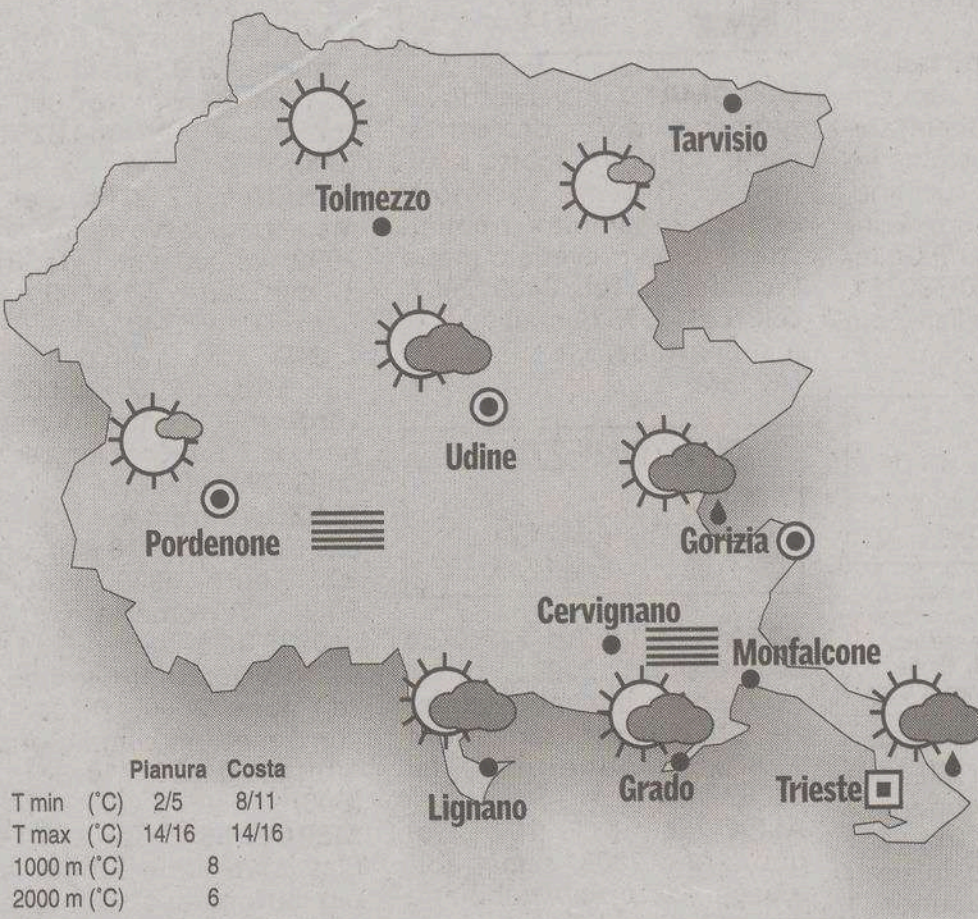 Tarvisio
Tolmezzo
Udine
Pordenone
Gorizia
Cervignano
Monfalcone
Lignano
Grado
Trieste
Pianura Costa
T min (°C) 2/5 8/11
T max (°C) 14/16 14/16
1000 m (°C) 8
2000 m (°C) 6